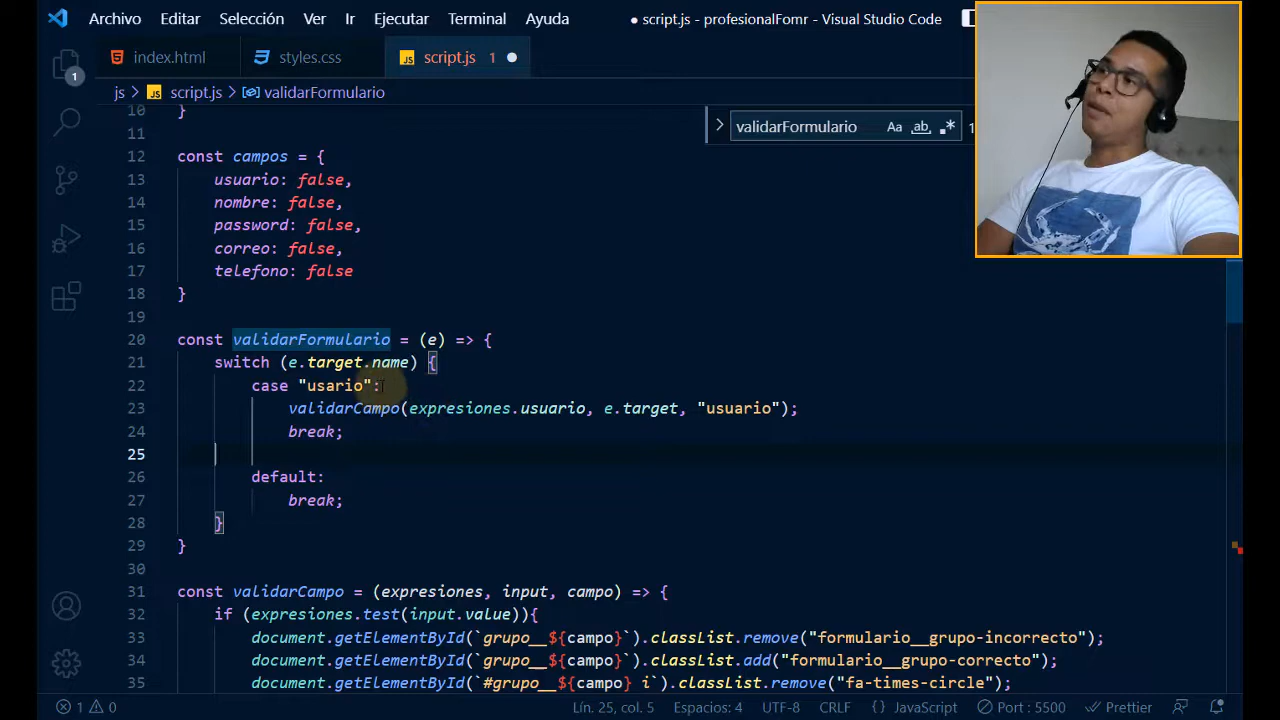 Archivo Editar Selección Ver Ir Ejecutar Terminal Ayuda ● script.js - profesionalFomr - Visual Studio Code
index.html styles.css JS script.js 1
js > JS script.js > validarFormulario
validarFormulario Aa ab .* 1
10 }
11
12 const campos = {
13 usuario: false,
14 nombre: false,
15 password: false,
16 correo: false,
17 telefono: false
18 }
19
20 const validarFormulario = (e) => {
21 switch (e.target.name) {
22 case "usario":
23 validarCampo(expresiones.usuario, e.target, "usuario");
24 break;
25
26 default:
27 break;
28 }
29 }
30
31 const validarCampo = (expresiones, input, campo) => {
32 if (expresiones.test(input.value)){
33 document.getElementById(`grupo__${campo}`).classList.remove("formulario__grupo-incorrecto");
34 document.getElementById(`grupo__${campo}`).classList.add("formulario__grupo-correcto");
35 document.getElementById(`#grupo__${campo} i`).classList.remove("fa-times-circle");
1 0 Lín. 25, col. 5 Espacios: 4 UTF-8 CRLF {} JavaScript Port : 5500 Prettier